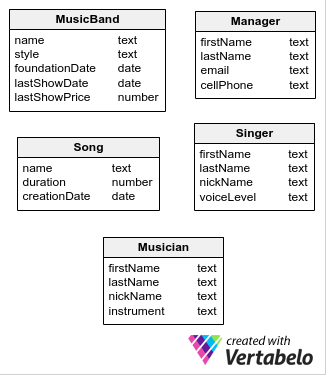 MusicBand
name text
style text
foundationDate date
lastShowDate date
lastShowPrice number
Manager
firstName text
lastName text
email text
cellPhone text
Song
name text
duration number
creationDate date
Singer
firstName text
lastName text
nickName text
voiceLevel text
Musician
firstName text
lastName text
nickName text
instrument text
created with
Vertabelo